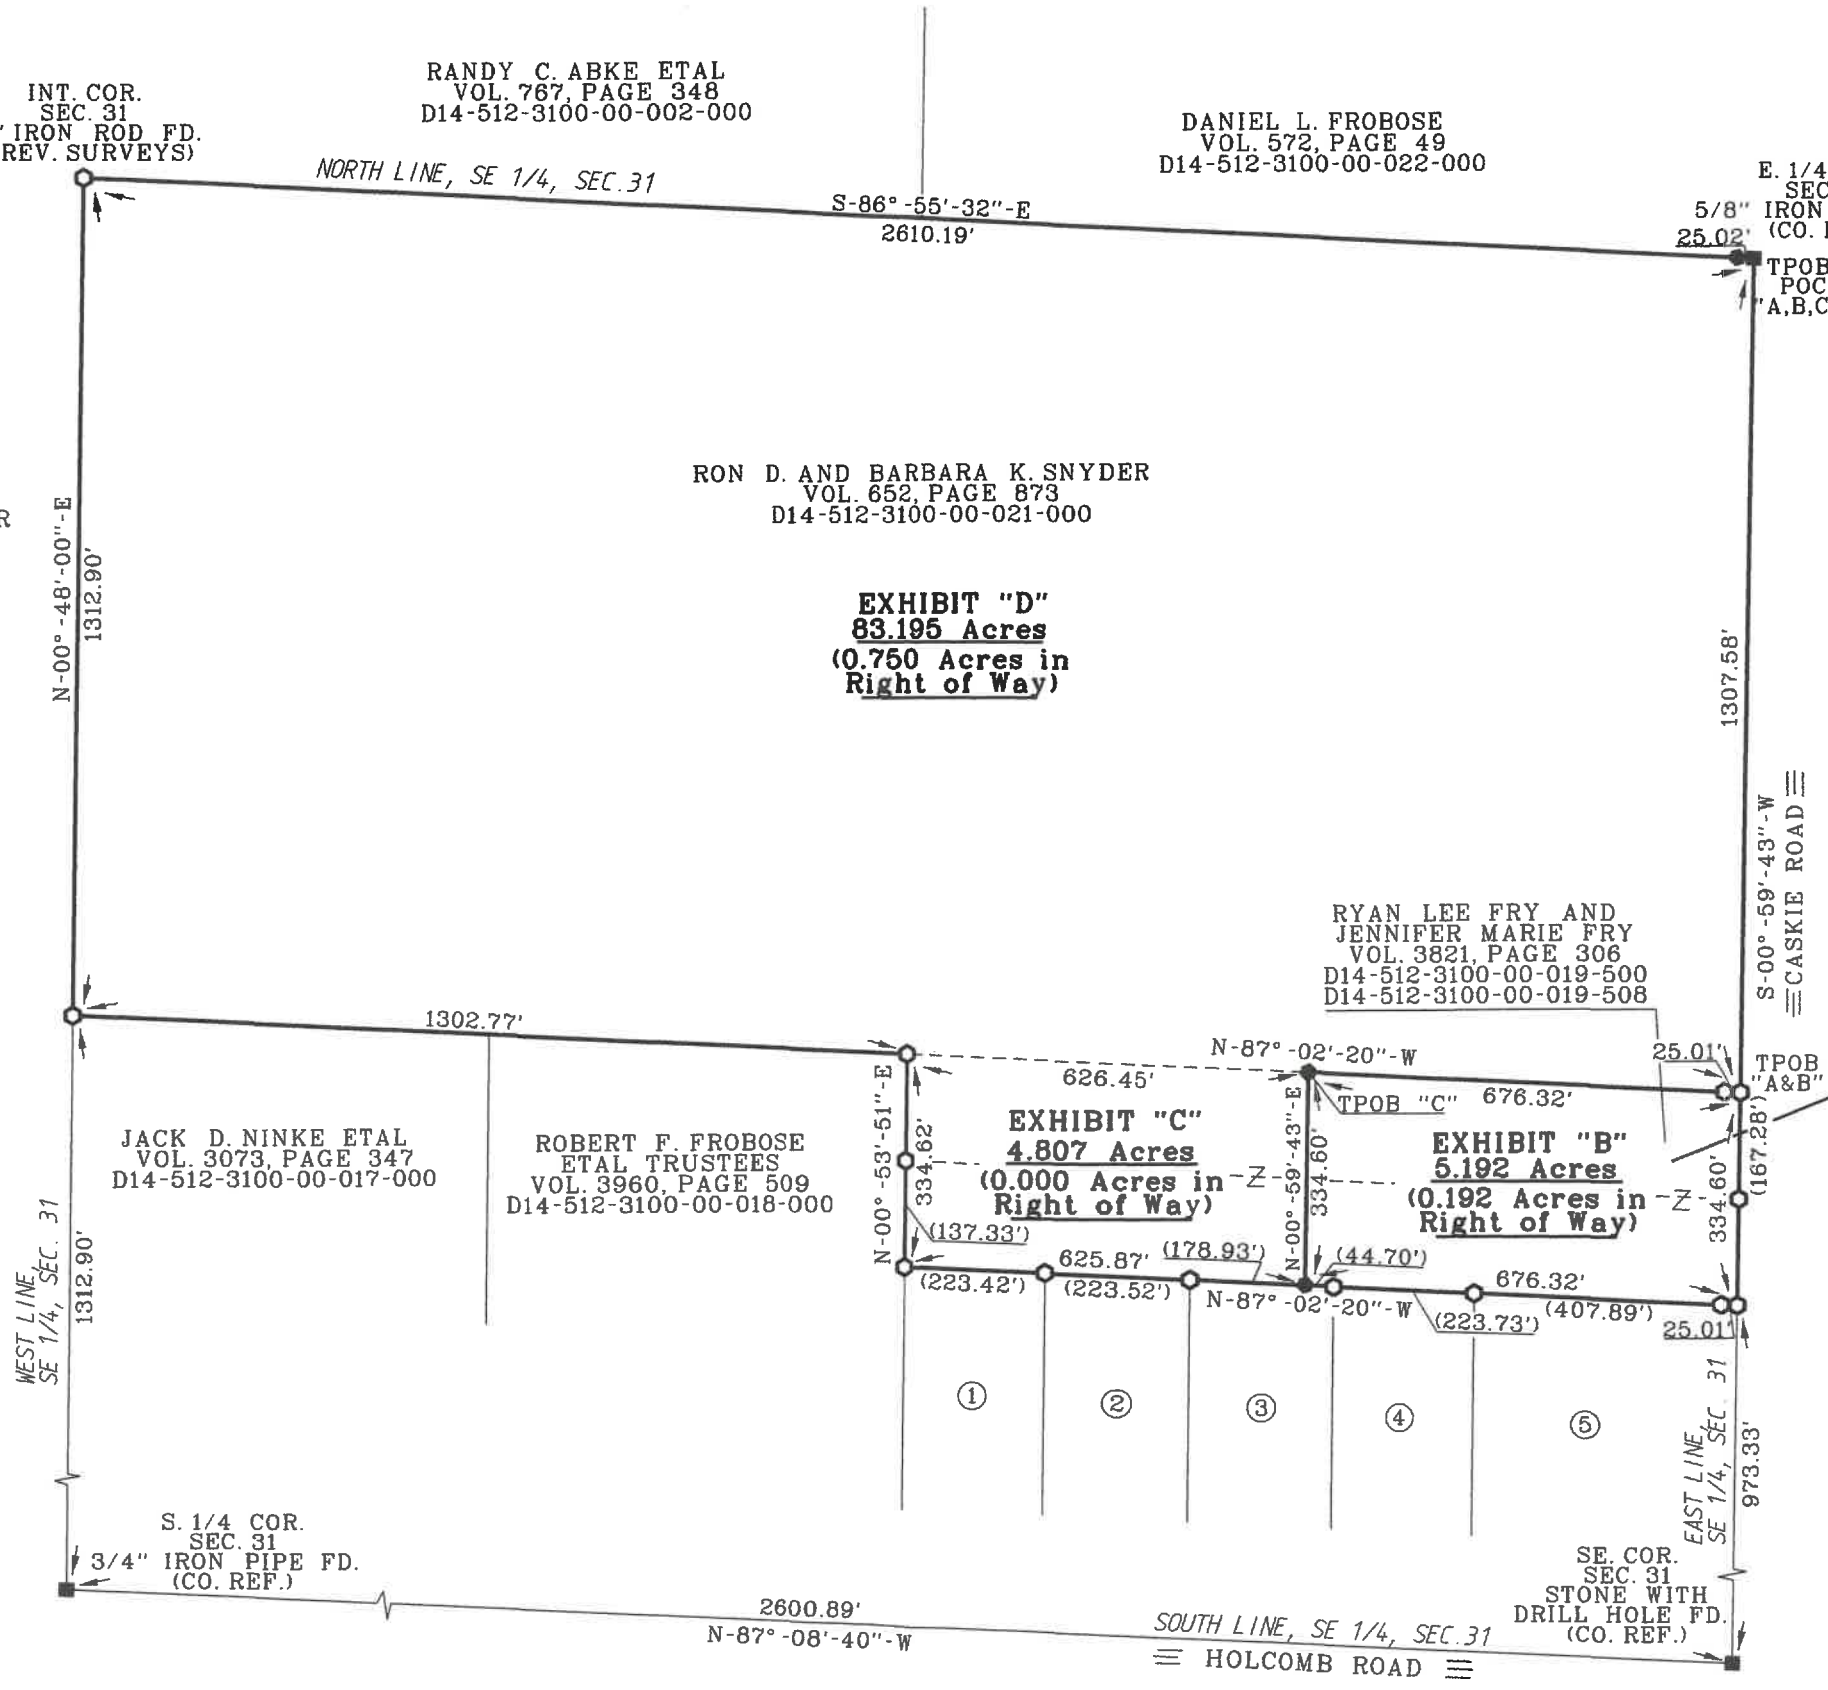 INT. COR.
SEC. 31
" IRON ROD FD.
REV. SURVEYS)
RANDY C. ABKE ETAL
VOL. 767, PAGE 348
D14-512-3100-00-002-000
DANIEL L. FROBOSE
VOL. 572, PAGE 49
D14-512-3100-00-022-000
E. 1/4
SEC
5/8" IRON
(CO.
25.02'
TPOB
POC
"A,B,C
NORTH LINE, SE 1/4, SEC. 31
S-86°-55'-32"-E
2610.19'
RON D. AND BARBARA K. SNYDER
VOL. 652, PAGE 873
D14-512-3100-00-021-000
R
N-00°-48'-00"-E
1312.90'
EXHIBIT "D"
83.195 Acres
(0.750 Acres in
Right of Way)
1307.58'
S-00°-59'-43"-W
CASKIE ROAD
RYAN LEE FRY AND
JENNIFER MARIE FRY
VOL. 3821, PAGE 306
D14-512-3100-00-019-500
D14-512-3100-00-019-508
1302.77'
N-87°-02'-20"-W
626.45'
TPOB "C"
676.32'
25.01'
TPOB
"A&B"
(167.28')
334.60'
JACK D. NINKE ETAL
VOL. 3073, PAGE 347
D14-512-3100-00-017-000
ROBERT F. FROBOSE
ETAL TRUSTEES
VOL. 3960, PAGE 509
D14-512-3100-00-018-000
N-00°-53'-51"-E
334.62'
EXHIBIT "C"
4.807 Acres
(0.000 Acres in
Right of Way)
Z
N-00°-59'-43"-E
334.60'
EXHIBIT "B"
5.192 Acres
(0.192 Acres in
Right of Way)
Z
(137.33')
625.87'
(178.93')
(44.70')
676.32'
(223.42')
(223.52')
N-87°-02'-20"-W
(223.73')
(407.89')
25.01'
WEST LINE,
SE 1/4, SEC. 31
1312.90'
1
2
3
4
5
EAST LINE,
SE 1/4, SEC. 31
973.33'
S. 1/4 COR.
SEC. 31
3/4" IRON PIPE FD.
(CO. REF.)
SE. COR.
SEC. 31
STONE WITH
DRILL HOLE FD.
(CO. REF.)
2600.89'
N-87°-08'-40"-W
SOUTH LINE, SE 1/4, SEC. 31
HOLCOMB ROAD